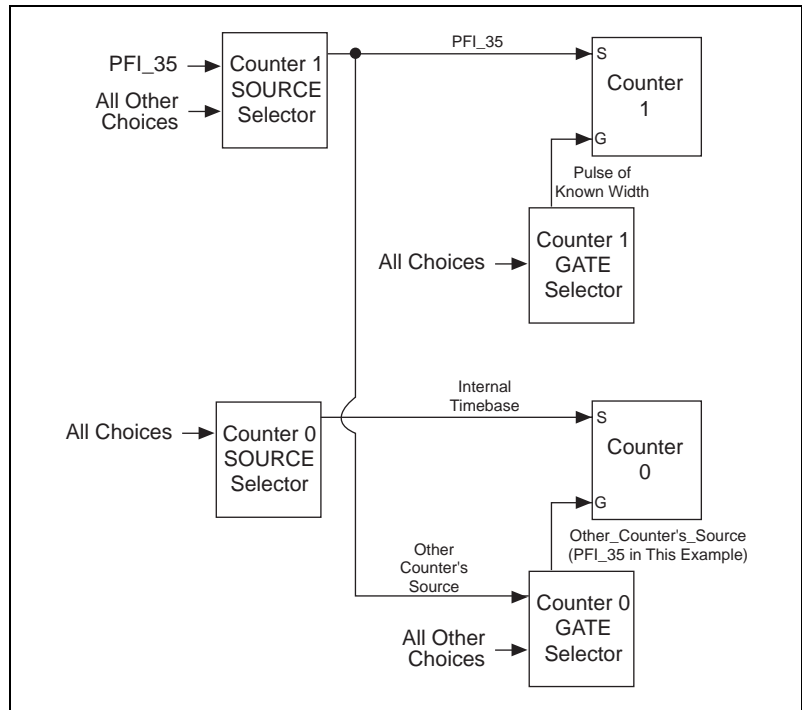 PFI_35
All Other
Choices
Counter 1
SOURCE
Selector
PFI_35
S
Counter
1
G
Pulse of
Known Width
All Choices
Counter 1
GATE
Selector
All Choices
Counter 0
SOURCE
Selector
Internal
Timebase
S
Counter
0
G
Other_Counter's_Source
(PFI_35 in This Example)
Other
Counter's
Source
All Other
Choices
Counter 0
GATE
Selector